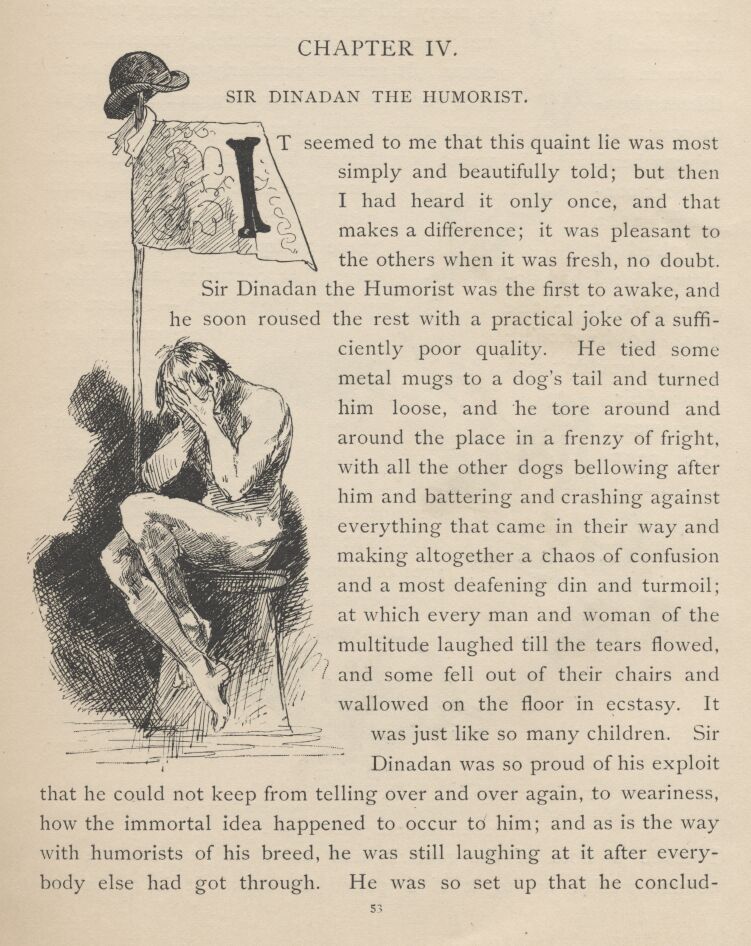 CHAPTER IV.
SIR DINADAN THE HUMORIST.
IT seemed to me that this quaint lie was most
simply and beautifully told; but then
I had heard it only once, and that
makes a difference; it was pleasant to
the others when it was fresh, no doubt.
Sir Dinadan the Humorist was the first to awake, and
he soon roused the rest with a practical joke of a suffi-
ciently poor quality. He tied some
metal mugs to a dog's tail and turned
him loose, and he tore around and
around the place in a frenzy of fright,
with all the other dogs bellowing after
him and battering and crashing against
everything that came in their way and
making altogether a chaos of confusion
and a most deafening din and turmoil;
at which every man and woman of the
multitude laughed till the tears flowed,
and some fell out of their chairs and
wallowed on the floor in ecstasy. It
was just like so many children. Sir
Dinadan was so proud of his exploit
that he could not keep from telling over and over again, to weariness,
how the immortal idea happened to occur to him; and as is the way
with humorists of his breed, he was still laughing at it after every-
body else had got through. He was so set up that he conclud-
53